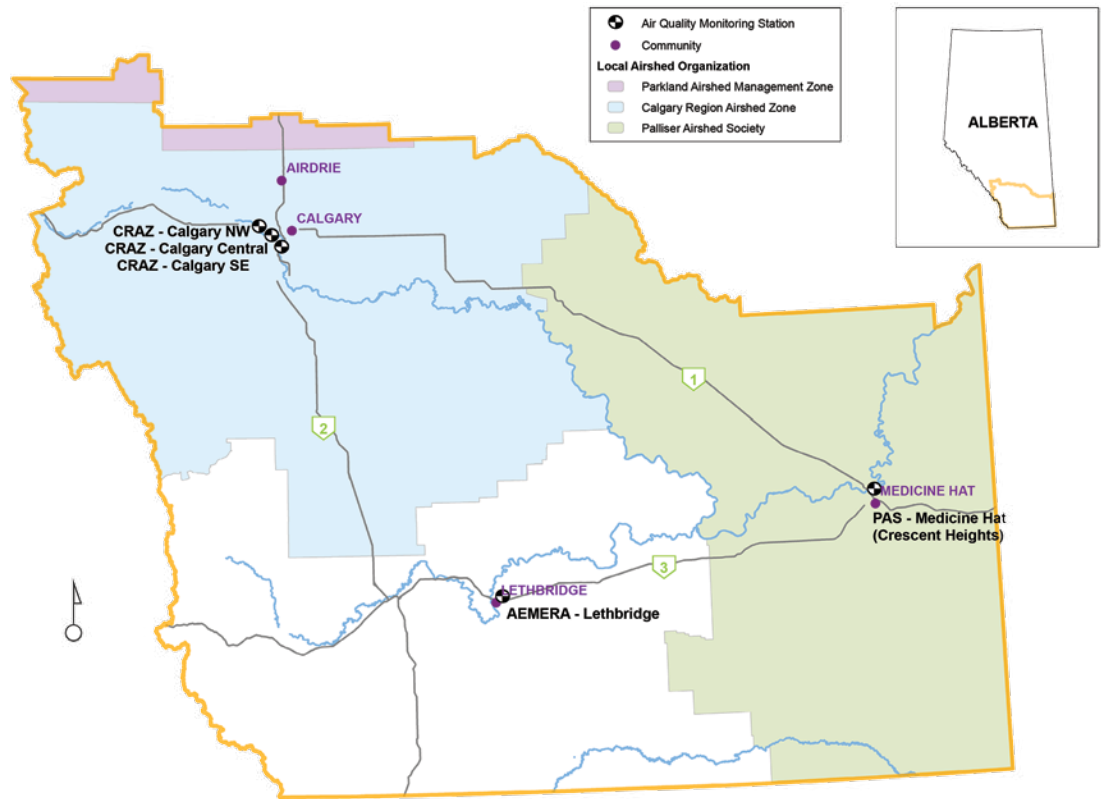 Air Quality Monitoring Station
Community
Local Airshed Organization
Parkland Airshed Management Zone
Calgary Region Airshed Zone
Palliser Airshed Society
ALBERTA
AIRDRIE
CALGARY
CRAZ - Calgary NW
CRAZ - Calgary Central
CRAZ - Calgary SE
1
2
MEDICINE HAT
PAS - Medicine Hat
(Crescent Heights)
3
LETHBRIDGE
AEMERA - Lethbridge